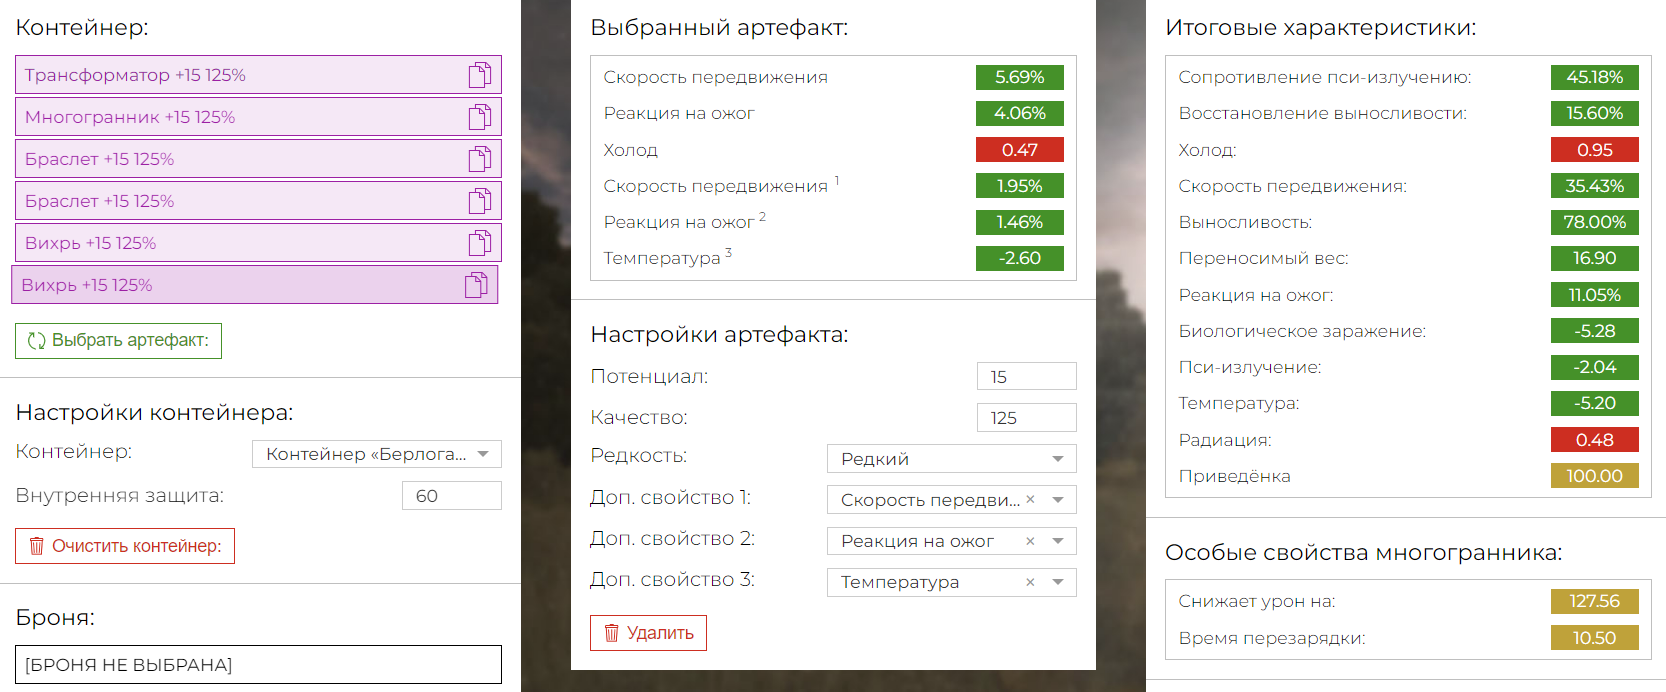 Контейнер:
Трансформатор +15 125%
Многогранник +15 125%
Браслет +15 125%
Браслет +15 125%
Вихрь +15 125%
Вихрь +15 125%
Выбрать артефакт:
Настройки контейнера:
Контейнер: Контейнер «Берлога...
Внутренняя защита: 60
Очистить контейнер:
Броня:
[БРОНЯ НЕ ВЫБРАНА]
Выбранный артефакт:
Скорость передвижения 5.69%
Реакция на ожог 4.06%
Холод 0.47
Скорость передвижения 1 1.95%
Реакция на ожог 2 1.46%
Температура 3 -2.60
Настройки артефакта:
Потенциал: 15
Качество: 125
Редкость: Редкий
Доп. свойство 1: Скорость передви... ×
Доп. свойство 2: Реакция на ожог ×
Доп. свойство 3: Температура ×
Удалить
Итоговые характеристики:
Сопротивление пси-излучению: 45.18%
Восстановление выносливости: 15.60%
Холод: 0.95
Скорость передвижения: 35.43%
Выносливость: 78.00%
Переносимый вес: 16.90
Реакция на ожог: 11.05%
Биологическое заражение: -5.28
Пси-излучение: -2.04
Температура: -5.20
Радиация: 0.48
Приведёнка 100.00
Особые свойства многогранника:
Снижает урон на: 127.56
Время перезарядки: 10.50